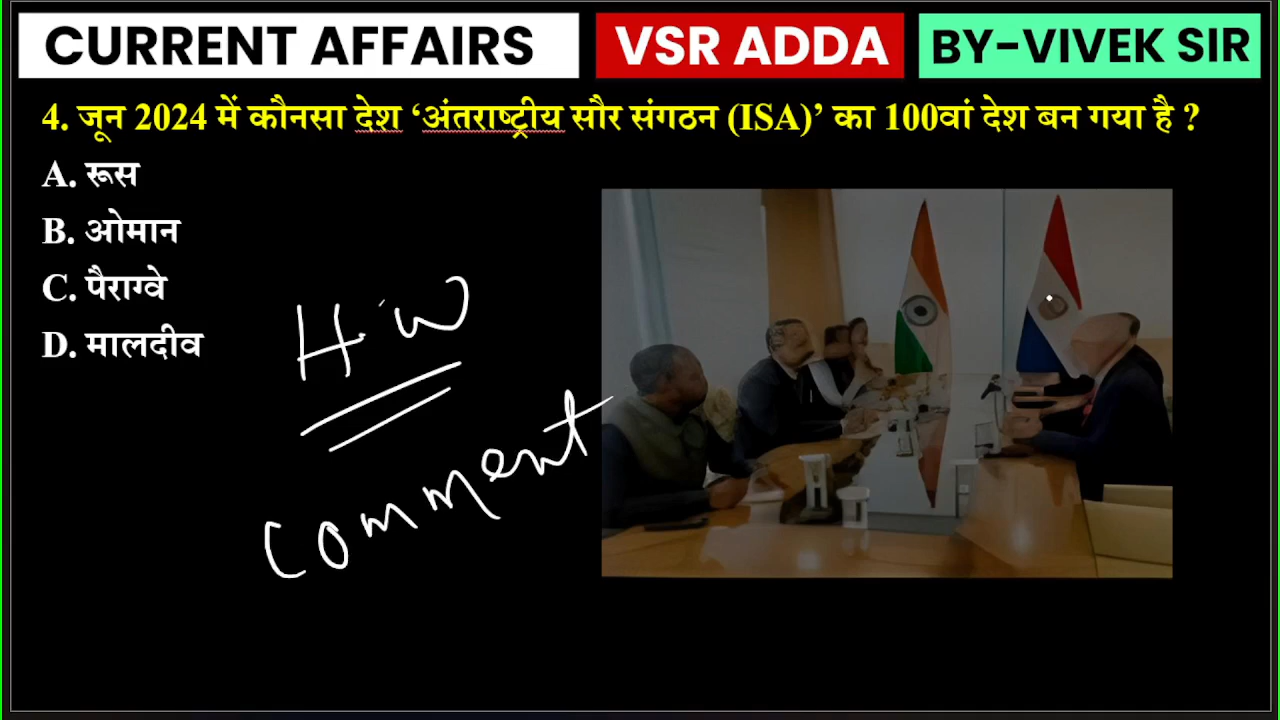 CURRENT AFFAIRS VSR ADDA BY-VIVEK SIR
4. जून 2024 में कौनसा देश ‘अंतराष्ट्रीय सौर संगठन (ISA)’ का 100वां देश बन गया है ?
A. रूस
B. ओमान
C. पैराग्वे
D. मालदीव
H.W
Comment